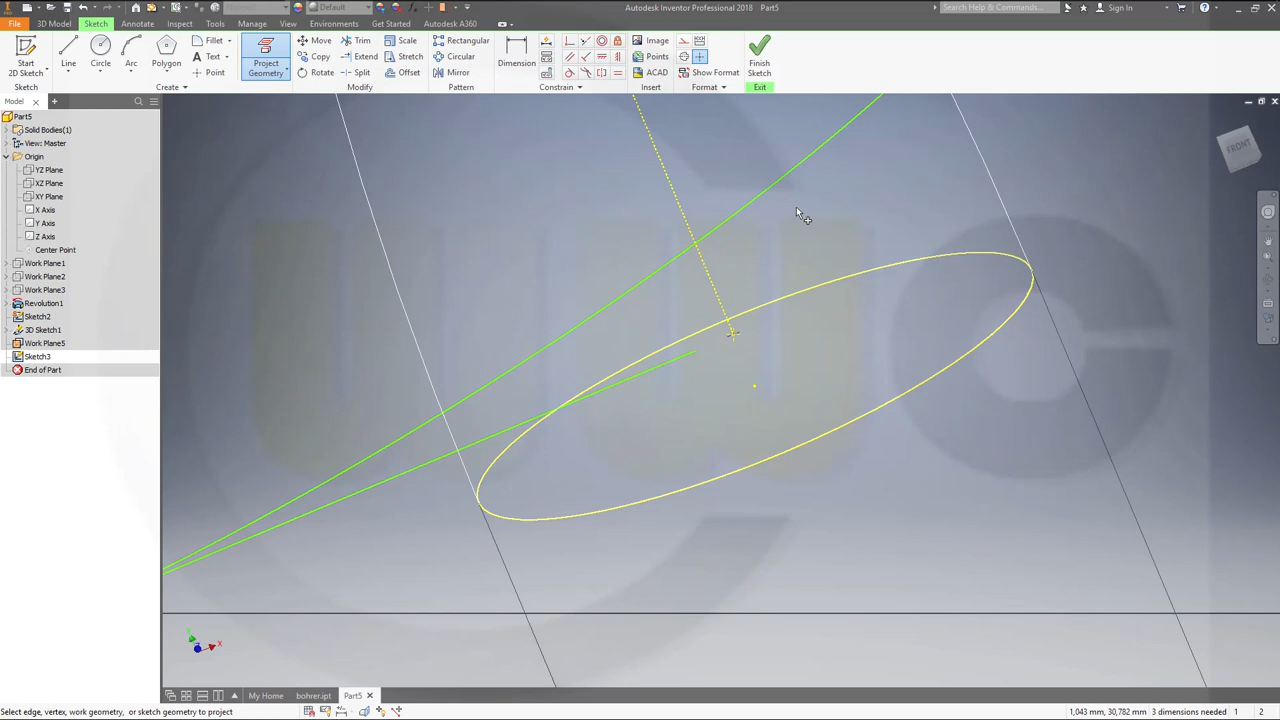 Autodesk Inventor Professional 2018 Part5
Search Help & Commands...
Sign In
File 3D Model Sketch Annotate Inspect Tools Manage View Environments Get Started Autodesk A360
Start
2D Sketch
Line
Circle
Arc
Polygon
Fillet
Text
Point
Project
Geometry
Move
Copy
Rotate
Trim
Extend
Split
Scale
Stretch
Offset
Rectangular
Circular
Mirror
Dimension
Image
Points
ACAD
Show Format
Finish
Sketch
Sketch Create Modify Pattern Constrain Insert Format Exit
Model
Part5
Solid Bodies(1)
View: Master
Origin
YZ Plane
XZ Plane
XY Plane
X Axis
Y Axis
Z Axis
Center Point
Work Plane1
Work Plane2
Work Plane3
Revolution1
Sketch2
3D Sketch1
Work Plane5
Sketch3
End of Part
FRONT
Y
X
My Home bohrer.ipt Part5
Select edge, vertex, work geometry, or sketch geometry to project
1,043 mm, 30,782 mm 3 dimensions needed 1 2